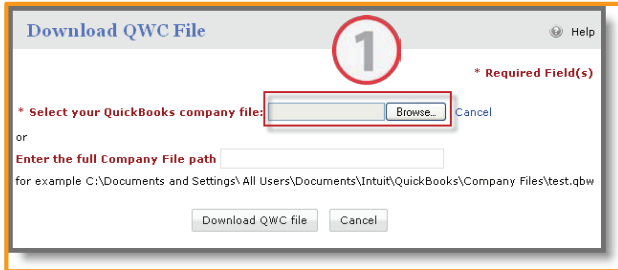 Download QWC File
Help
1
* Required Field(s)
* Select your QuickBooks company file: Browse... Cancel
or
Enter the full Company File path
for example C:\Documents and Settings\ All Users\Documents\Intuit\QuickBooks\Company Files\test.qbw
Download QWC file Cancel